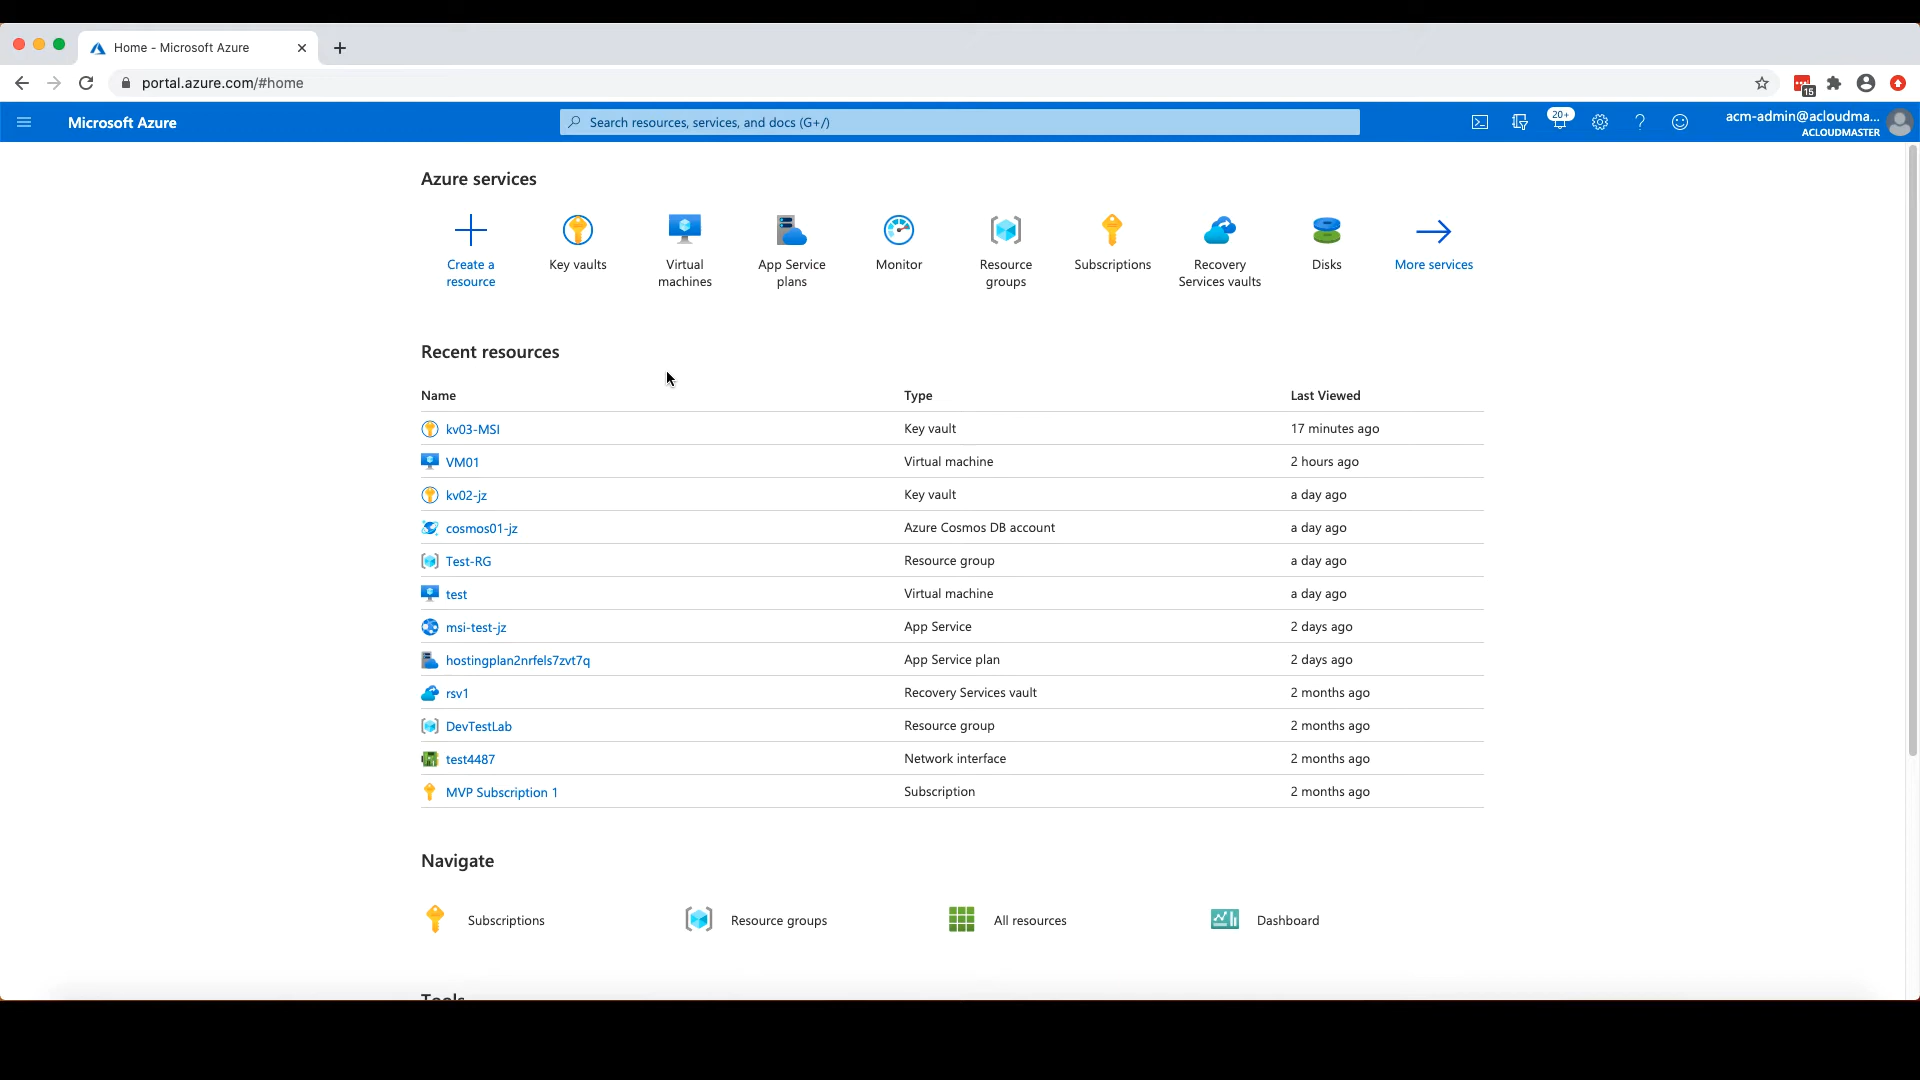 Home - Microsoft Azure
portal.azure.com/#home
15
Microsoft Azure
Search resources, services, and docs (G+/)
20+
acm-admin@acloudma...
ACLOUDMASTER
Azure services
Create a resource
Key vaults
Virtual machines
App Service plans
Monitor
Resource groups
Subscriptions
Recovery Services vaults
Disks
More services
Recent resources
Name Type Last Viewed
kv03-MSI Key vault 17 minutes ago
VM01 Virtual machine 2 hours ago
kv02-jz Key vault a day ago
cosmos01-jz Azure Cosmos DB account a day ago
Test-RG Resource group a day ago
test Virtual machine a day ago
msi-test-jz App Service 2 days ago
hostingplan2nrfels7zvt7q App Service plan 2 days ago
rsv1 Recovery Services vault 2 months ago
DevTestLab Resource group 2 months ago
test4487 Network interface 2 months ago
MVP Subscription 1 Subscription 2 months ago
Navigate
Subscriptions Resource groups All resources Dashboard
Tools